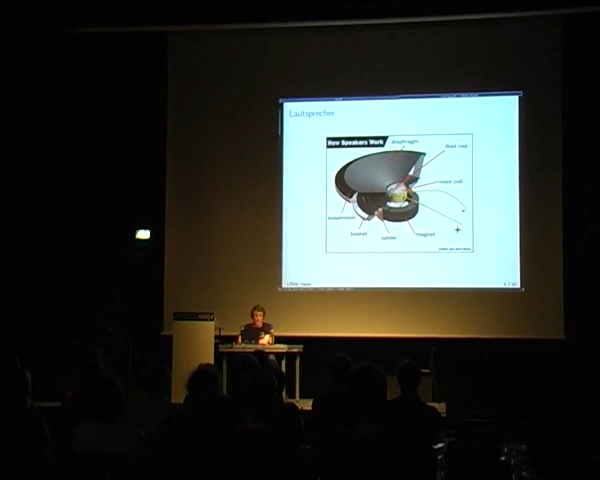 Lautsprecher
How Speakers Work
diaphragm
dust cap
voice coil
suspension
basket
spider
magnet
+